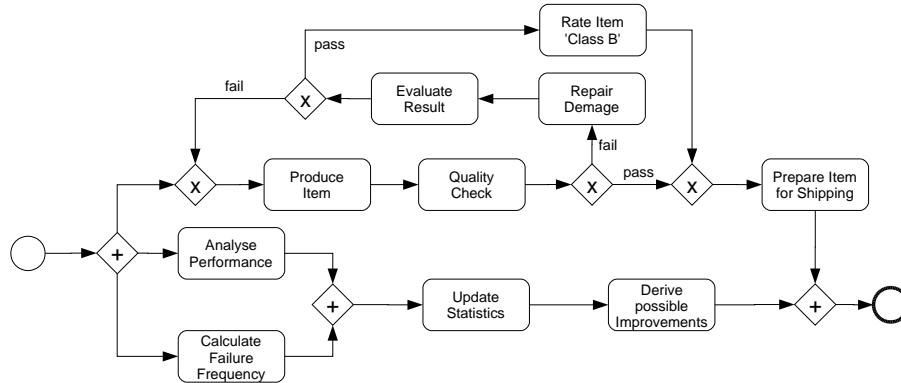 Rate Item
'Class B'
pass
fail
X
Evaluate
Result
Repair
Demage
fail
X
Produce
Item
Quality
Check
X
pass
X
Prepare Item
for Shipping
+
Analyse
Performance
+
Update
Statistics
Derive
possible
Improvements
+
Calculate
Failure
Frequency